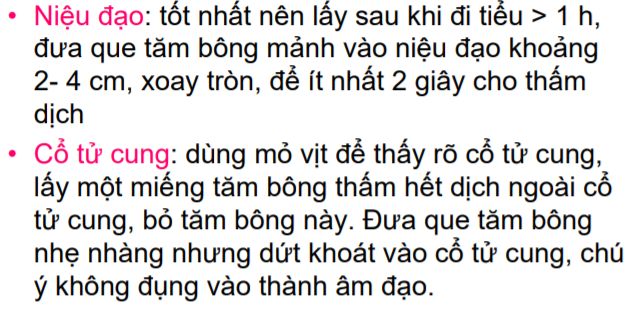 • Niệu đạo: tốt nhất nên lấy sau khi đi tiểu > 1 h,
đưa que tăm bông mảnh vào niệu đạo khoảng
2- 4 cm, xoay tròn, để ít nhất 2 giây cho thấm
dịch
• Cổ tử cung: dùng mỏ vịt để thấy rõ cổ tử cung,
lấy một miếng tăm bông thấm hết dịch ngoài cổ
tử cung, bỏ tăm bông này. Đưa que tăm bông
nhẹ nhàng nhưng dứt khoát vào cổ tử cung, chú
ý không đụng vào thành âm đạo.